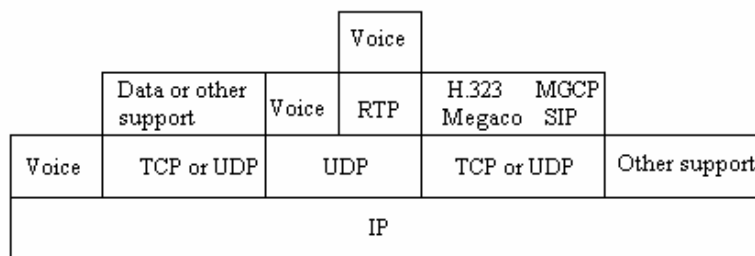 Voice
Data or other
support
Voice
RTP
H.323 MGCP
Megaco SIP
Voice
TCP or UDP
UDP
TCP or UDP
Other support
IP